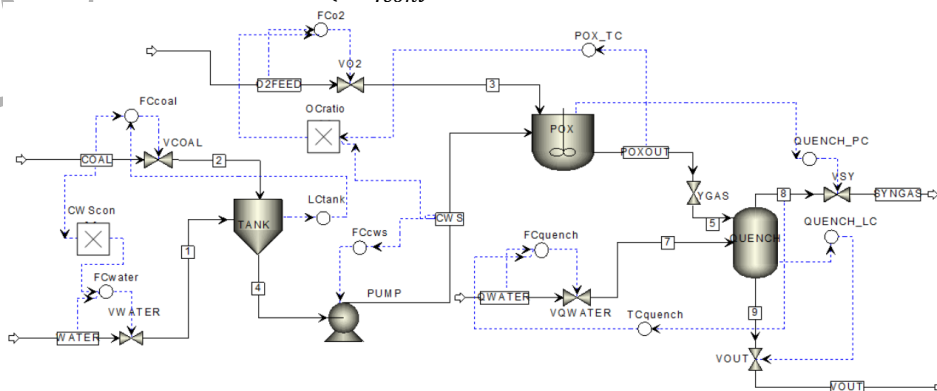 FCo2
POX_TC
VO2
O2FEED
3
FCcoal
OCratio
POX
QUENCH_PC
VCOAL
COAL
2
POXOUT
VSY
8
SYNGAS
YGAS
LCtank
CWS
5
QUENCH_LC
CWScon
TANK
FCcws
FCquench
7
QUENCH
1
FCwater
4
PUMP
QWATER
VQWATER
9
VWATER
TCquench
WATER
VOUT
VOUT